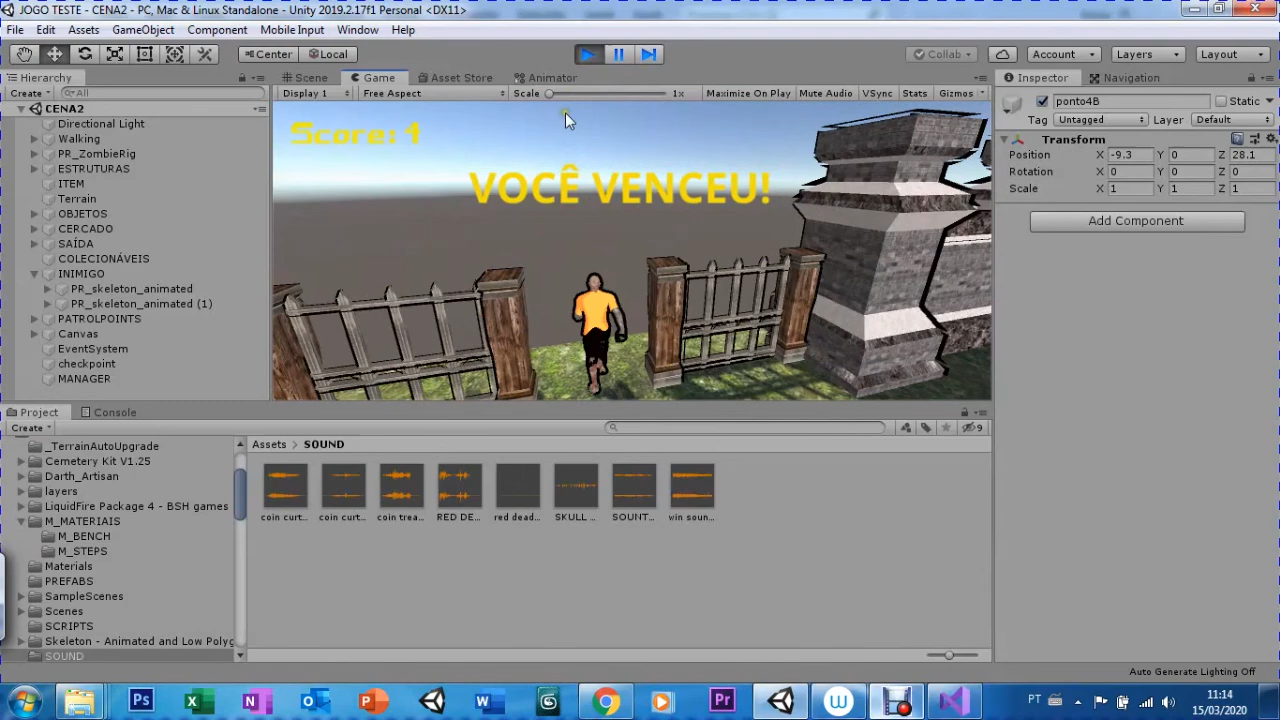 JOGO TESTE - CENA2 - PC, Mac & Linux Standalone - Unity 2019.2.17f1 Personal <DX11>
File Edit Assets GameObject Component Mobile Input Window Help
Center Local Collab Account Layers Layout
Hierarchy Scene Game Asset Store Animator Inspector Navigation
Create All Display 1 Free Aspect Scale 1x Maximize On Play Mute Audio VSync Stats Gizmos ponto4B Static
CENA2
Tag Untagged Layer Default
Directional Light
Walking
PR_ZombieRig
ESTRUTURAS
ITEM
Terrain
OBJETOS
CERCADO
SAÍDA
COLECIONÁVEIS
INIMIGO
PR_skeleton_animated
PR_skeleton_animated (1)
PATROLPOINTS
Canvas
EventSystem
checkpoint
MANAGER
Score: 1
VOCÊ VENCEU!
Transform
Position X -9.3 Y 0 Z 28.1
Rotation X 0 Y 0 Z 0
Scale X 1 Y 1 Z 1
Add Component
Project Console
Create 9
_TerrainAutoUpgrade
Cemetery Kit V1.25
Darth_Artisan
layers
LiquidFire Package 4 - BSH games
M_MATERIAIS
M_BENCH
M_STEPS
Materials
PREFABS
SampleScenes
Scenes
SCRIPTS
Skeleton - Animated and Low Polyg
SOUND
Assets > SOUND
coin curt... coin curt... coin trea... RED DE... red dead... SKULL ... SOUNT... win soun...
Auto Generate Lighting Off
PT 11:14
15/03/2020